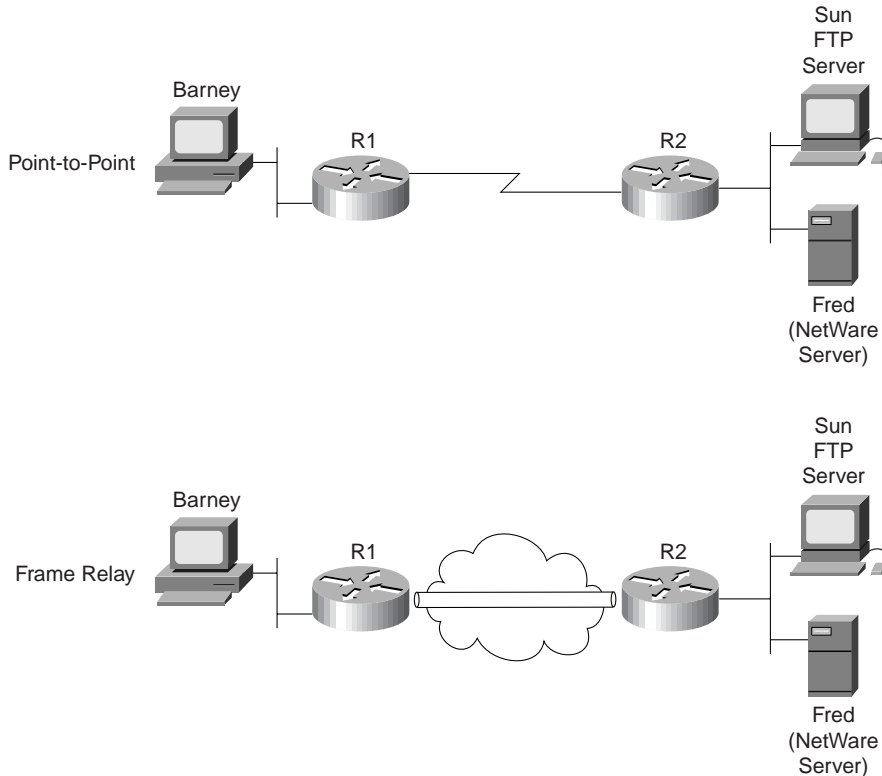 Sun
FTP
Server
Barney
R1
R2
Point-to-Point
Fred
(NetWare
Server)
Sun
FTP
Server
Barney
R1
R2
Frame Relay
Fred
(NetWare
Server)